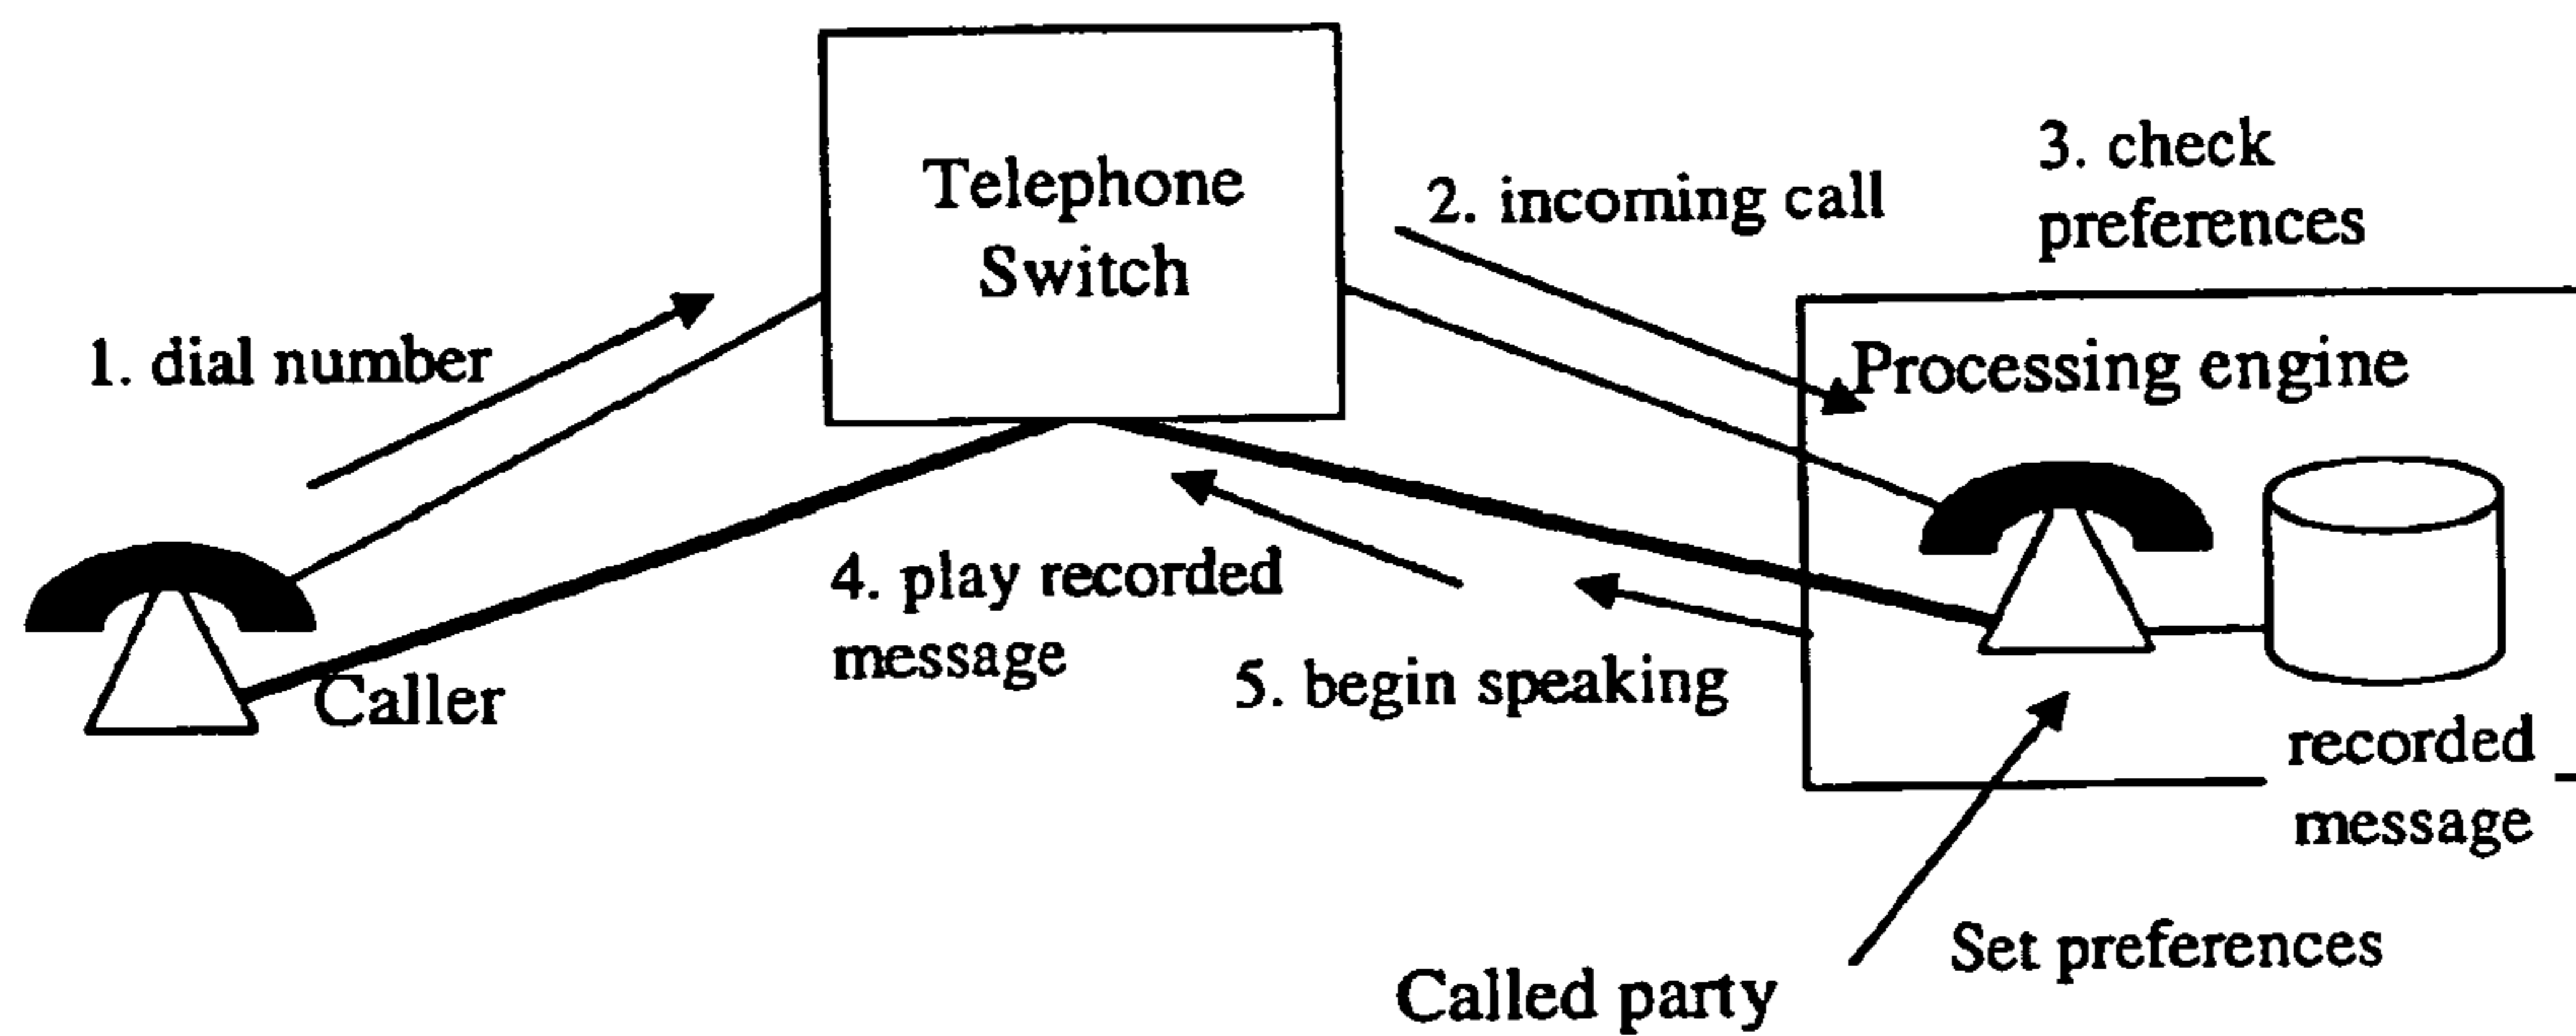 Telephone
Switch
1. dial number
2. incoming call
3. check
preferences
Processing engine
4. play recorded
message
5. begin speaking
Caller
recorded
message
Set preferences
Called party